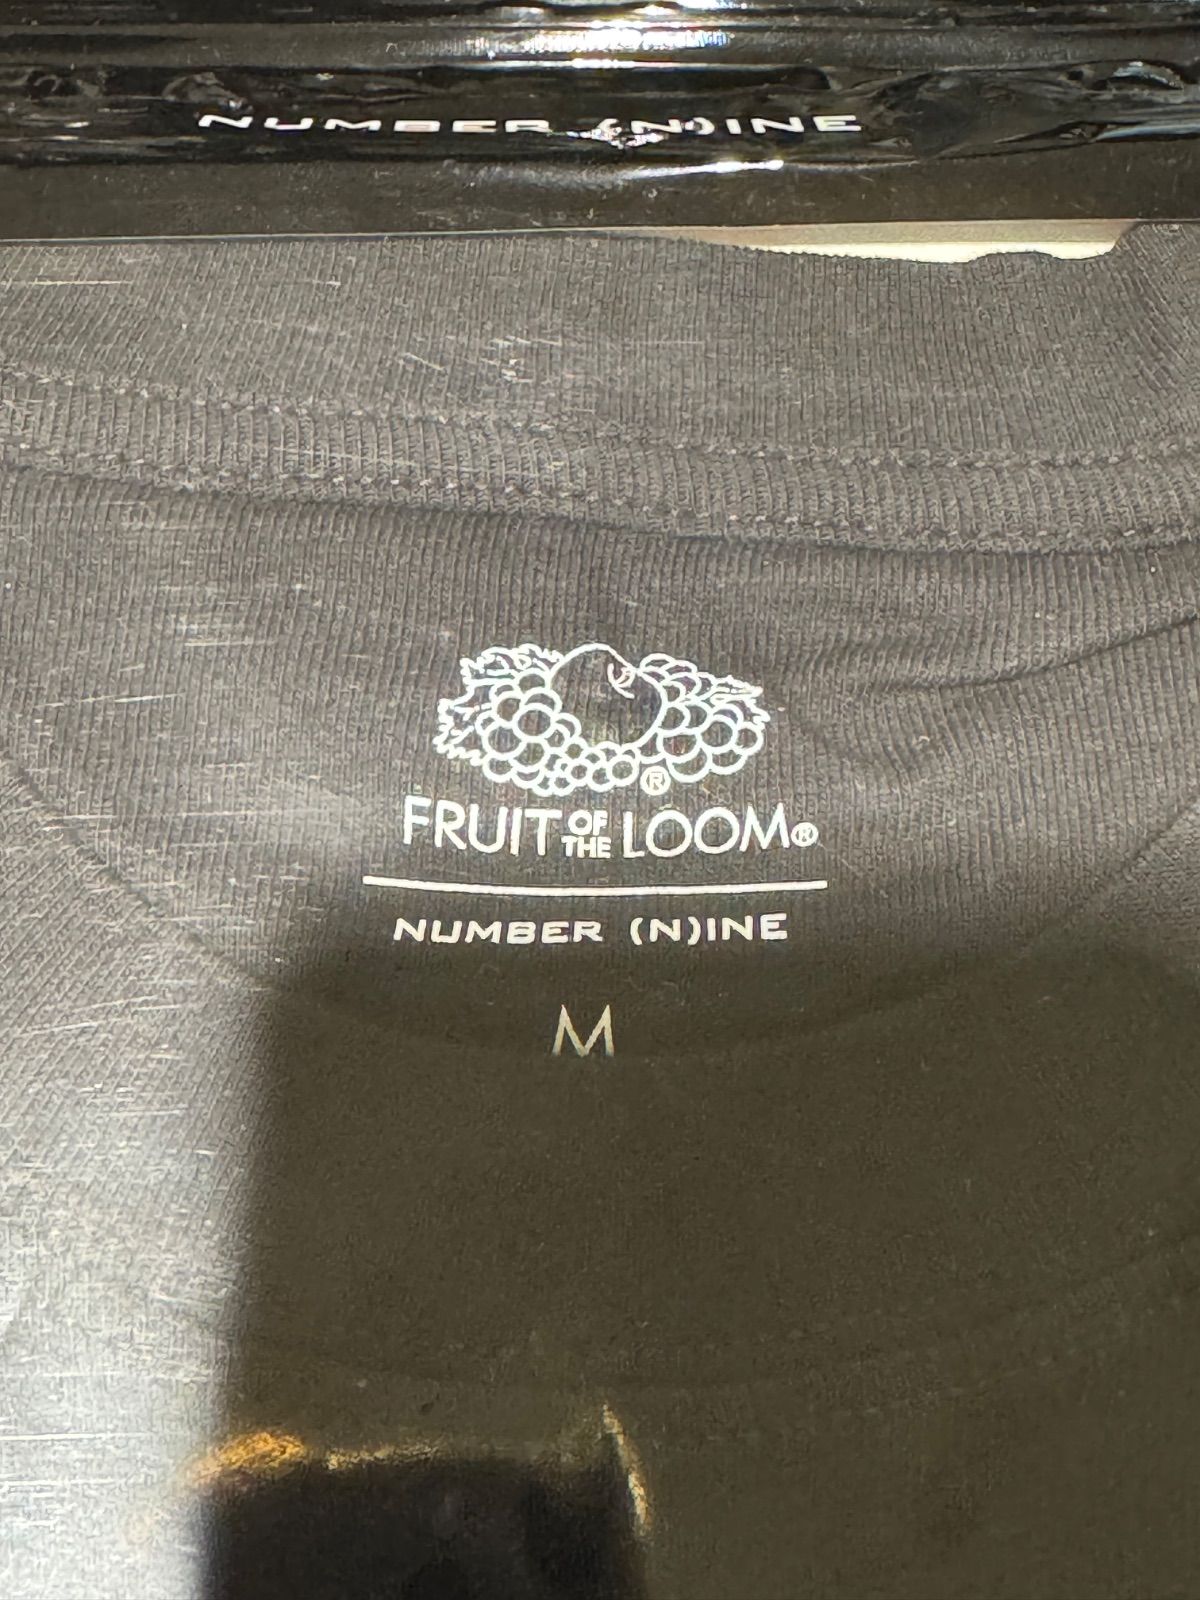 NUMBER (N)INE
®
FRUIT OF THE LOOM®
NUMBER (N)INE
M